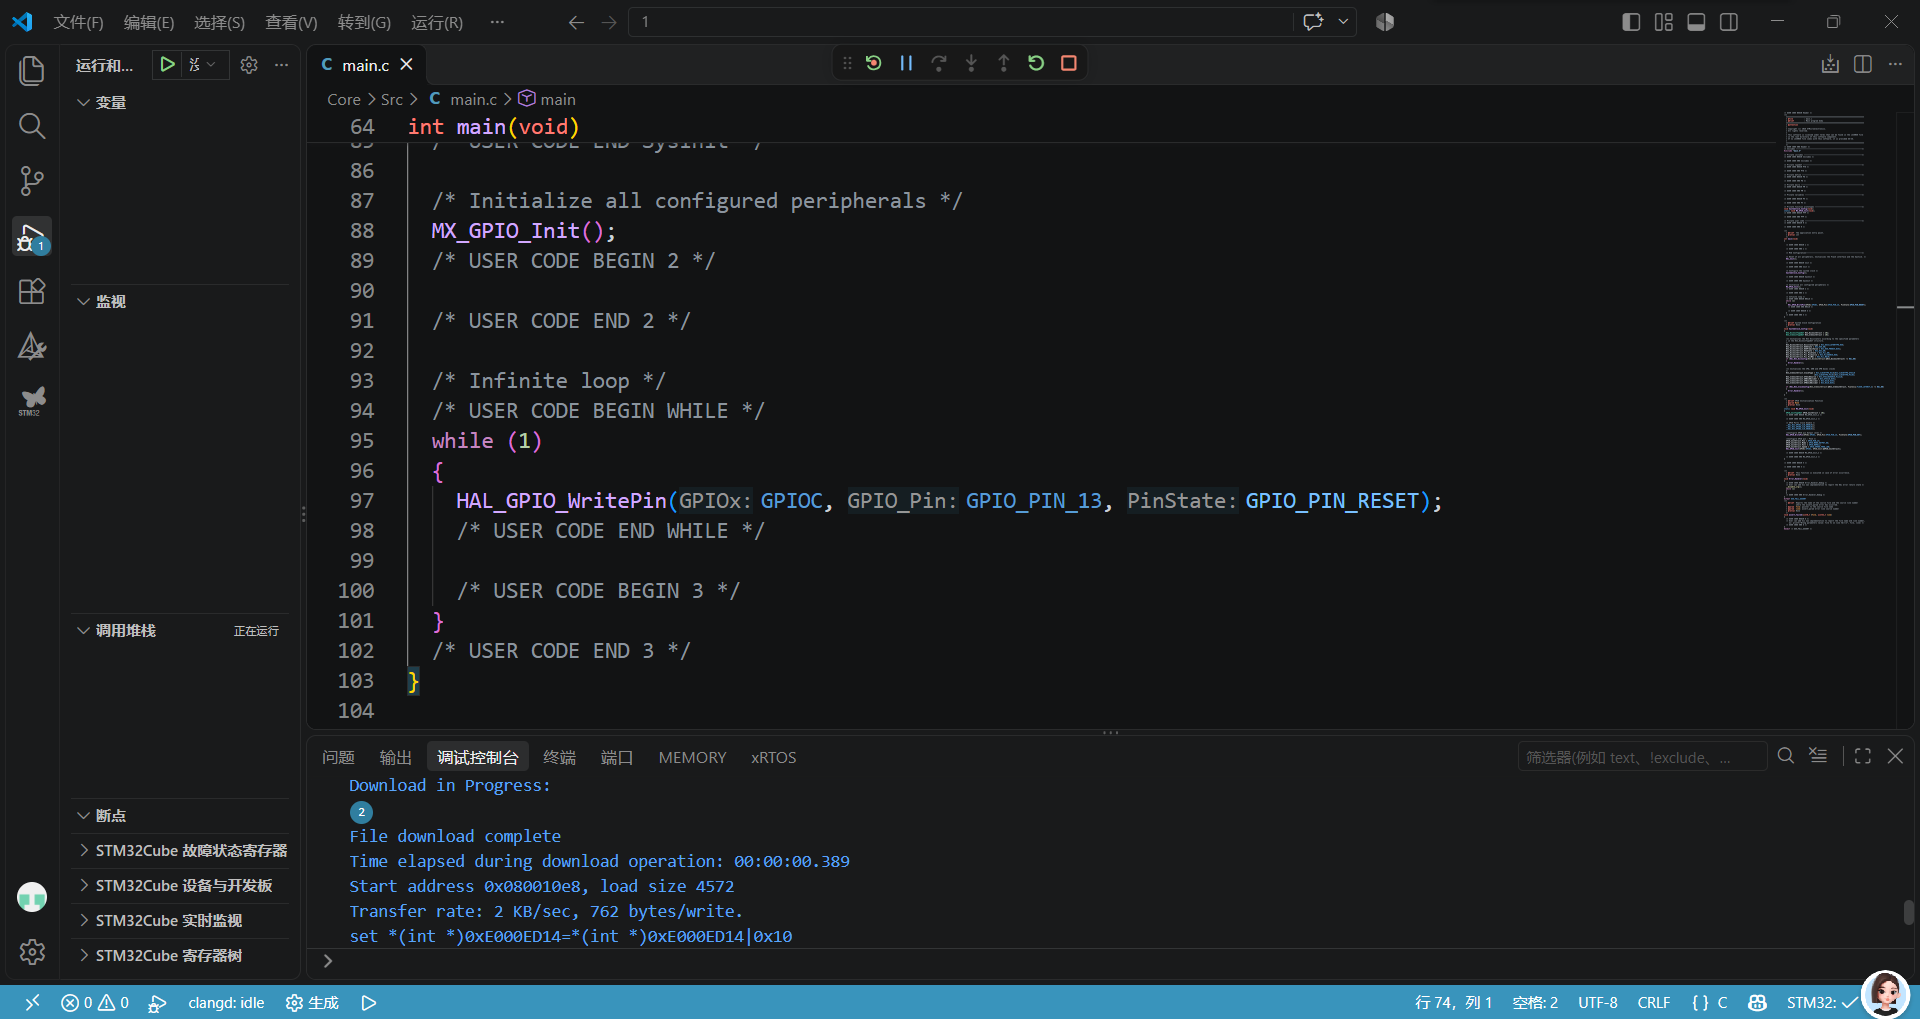 文件(F) 编辑(E) 选择(S) 查看(V) 转到(G) 运行(R) ··· 1
运行和...
main.c
变量
监视
调用堆栈 正在运行
断点
STM32Cube 故障状态寄存器
STM32Cube 设备与开发板
STM32Cube 实时监视
STM32Cube 寄存器树
1
STM32
Core > Src > C main.c > main
64 int main(void)
86
87 /* Initialize all configured peripherals */
88 MX_GPIO_Init();
89 /* USER CODE BEGIN 2 */
90
91 /* USER CODE END 2 */
92
93 /* Infinite loop */
94 /* USER CODE BEGIN WHILE */
95 while (1)
96 {
97 HAL_GPIO_WritePin(GPIOx: GPIOC, GPIO_Pin: GPIO_PIN_13, PinState: GPIO_PIN_RESET);
98 /* USER CODE END WHILE */
99
100 /* USER CODE BEGIN 3 */
101 }
102 /* USER CODE END 3 */
103 }
104
问题 输出 调试控制台 终端 端口 MEMORY xRTOS 筛选器(例如 text、!exclude、...
Download in Progress:
2
File download complete
Time elapsed during download operation: 00:00:00.389
Start address 0x080010e8, load size 4572
Transfer rate: 2 KB/sec, 762 bytes/write.
set *(int *)0xE000ED14=*(int *)0xE000ED14|0x10
>
0 0 clangd: idle 生成 行 74，列 1 空格: 2 UTF-8 CRLF { } C STM32: